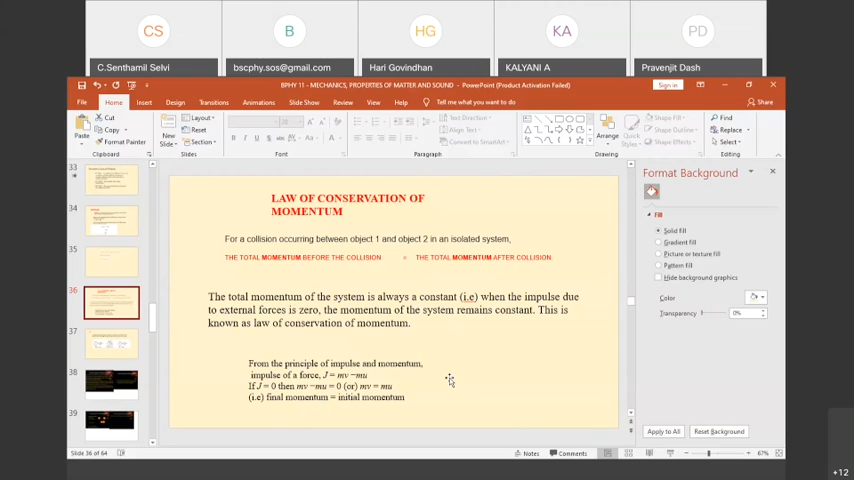 CS
B
HG
KA
PD
C.Senthamil Selvi
bscphy.sos@gmail.com
Hari Govindhan
KALYANI A
Pravenjit Dash
BPHY 11 - MECHANICS, PROPERTIES OF MATTER AND SOUND - PowerPoint (Product Activation Failed)
Sign in
File Home Insert Design Transitions Animations Slide Show Review View Help Tell me what you want to do
Share
Paste
Cut
Copy
Format Painter
Clipboard
New Slide
Layout
Reset
Section
Slides
Font
Text Direction
Align Text
Convert to SmartArt
Paragraph
Arrange
Quick Styles
Shape Fill
Shape Outline
Shape Effects
Drawing
Find
Replace
Select
Editing
33
34
35
36
37
38
39
LAW OF CONSERVATION OF
MOMENTUM
For a collision occurring between object 1 and object 2 in an isolated system,
THE TOTAL MOMENTUM BEFORE THE COLLISION = THE TOTAL MOMENTUM AFTER COLLISION
The total momentum of the system is always a constant (i.e) when the impulse due
to external forces is zero, the momentum of the system remains constant. This is
known as law of conservation of momentum.
From the principle of impulse and momentum,
impulse of a force, J = mv −mu
If J = 0 then mv −mu = 0 (or) mv = mu
(i.e) final momentum = initial momentum
Format Background
Fill
Solid fill
Gradient fill
Picture or texture fill
Pattern fill
Hide background graphics
Color
Transparency
0%
Apply to All
Reset Background
Slide 36 of 64
Notes
Comments
67%
+12